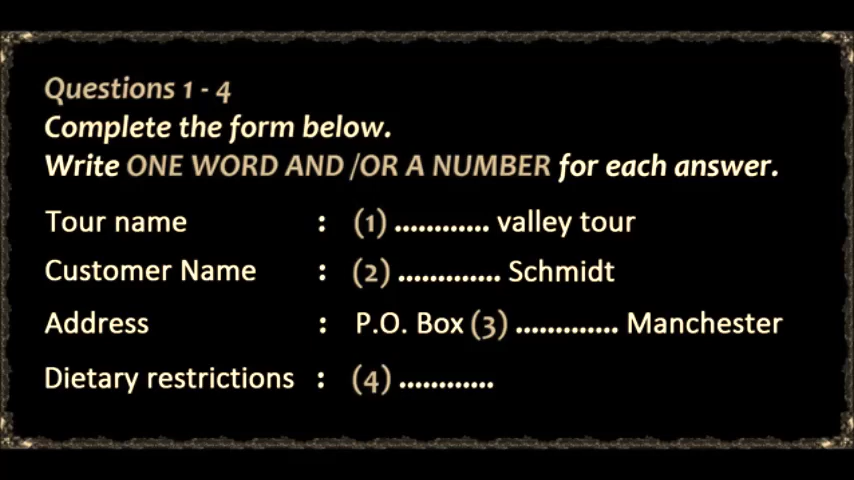 Questions 1 - 4
Complete the form below.
Write ONE WORD AND /OR A NUMBER for each answer.
Tour name : (1) ............ valley tour
Customer Name : (2) ............. Schmidt
Address : P.O. Box (3) ............. Manchester
Dietary restrictions : (4) ............